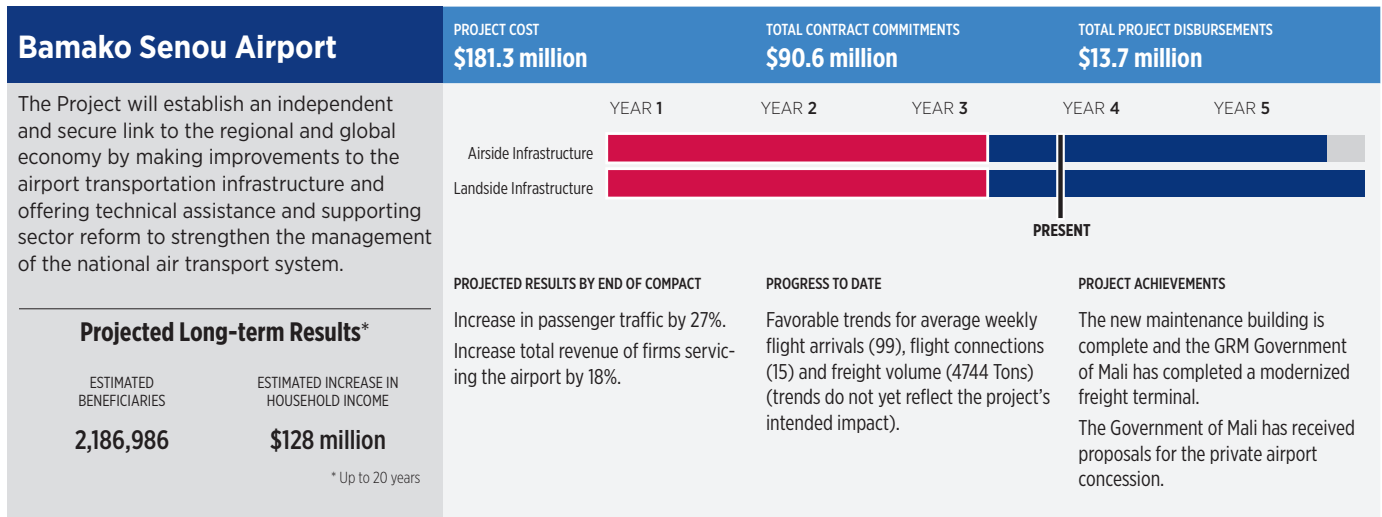 Bamako Senou Airport
The Project will establish an independent
and secure link to the regional and global
economy by making improvements to the
airport transportation infrastructure and
offering technical assistance and supporting
sector reform to strengthen the management
of the national air transport system.
Projected Long-term Results*
ESTIMATED
BENEFICIARIES
2,186,986
ESTIMATED INCREASE IN
HOUSEHOLD INCOME
$128 million
* Up to 20 years
PROJECT COST
$181.3 million
TOTAL CONTRACT COMMITMENTS
$90.6 million
TOTAL PROJECT DISBURSEMENTS
$13.7 million
YEAR 1 YEAR 2 YEAR 3 YEAR 4 YEAR 5
Airside Infrastructure
Landside Infrastructure
PRESENT
PROJECTED RESULTS BY END OF COMPACT
Increase in passenger traffic by 27%.
Increase total revenue of firms servic-
ing the airport by 18%.
PROGRESS TO DATE
Favorable trends for average weekly
flight arrivals (99), flight connections
(15) and freight volume (4744 Tons)
(trends do not yet reflect the project's
intended impact).
PROJECT ACHIEVEMENTS
The new maintenance building is
complete and the GRM Government
of Mali has completed a modernized
freight terminal.
The Government of Mali has received
proposals for the private airport
concession.